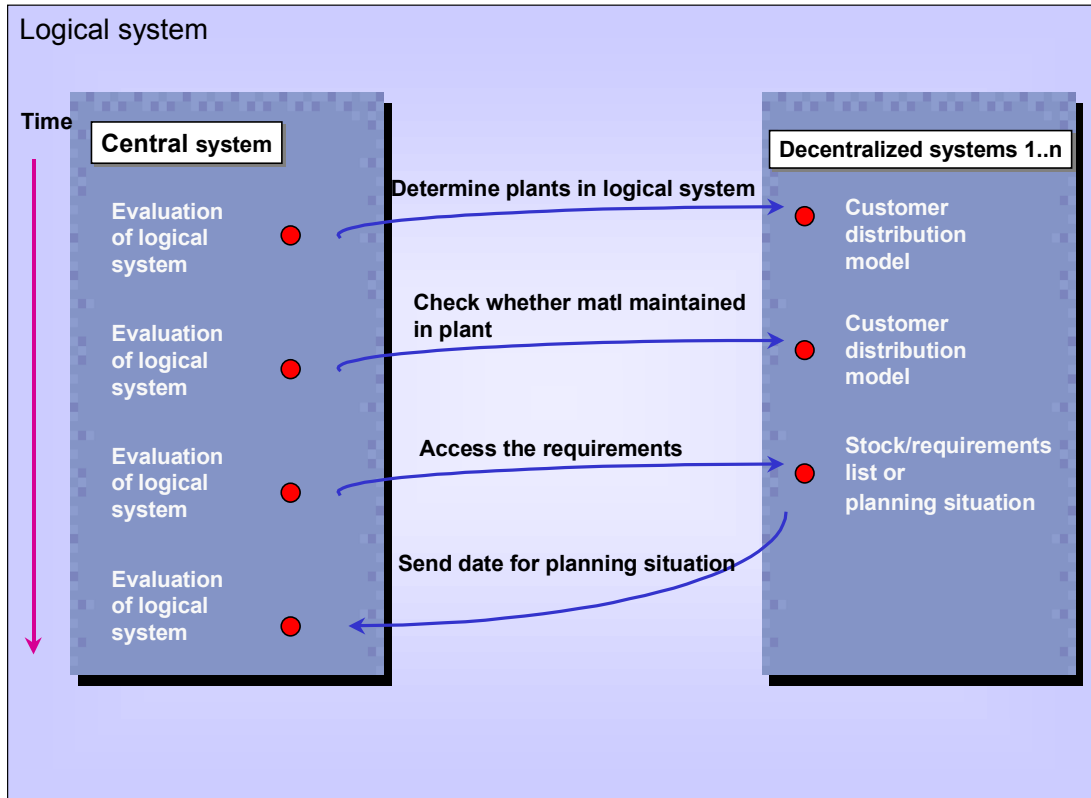 Logical system
Time
Central system
Decentralized systems 1..n
Determine plants in logical system
Evaluation
of logical
system
Customer
distribution
model
Check whether matl maintained
in plant
Evaluation
of logical
system
Customer
distribution
model
Access the requirements
Evaluation
of logical
system
Stock/requirements
list or
planning situation
Send date for planning situation
Evaluation
of logical
system